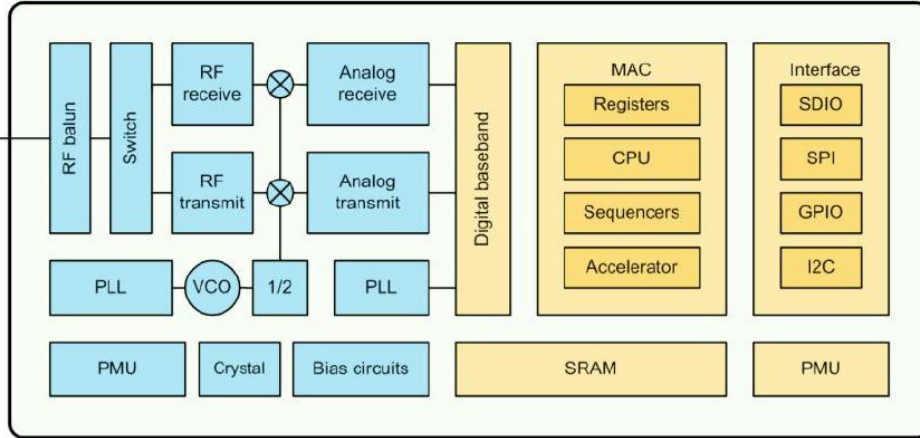 RF balun
Switch
RF
receive
Analog
receive
RF
transmit
Analog
transmit
PLL
VCO
1/2
PLL
Digital baseband
MAC
Registers
CPU
Sequencers
Accelerator
Interface
SDIO
SPI
GPIO
I2C
PMU
Crystal
Bias circuits
SRAM
PMU